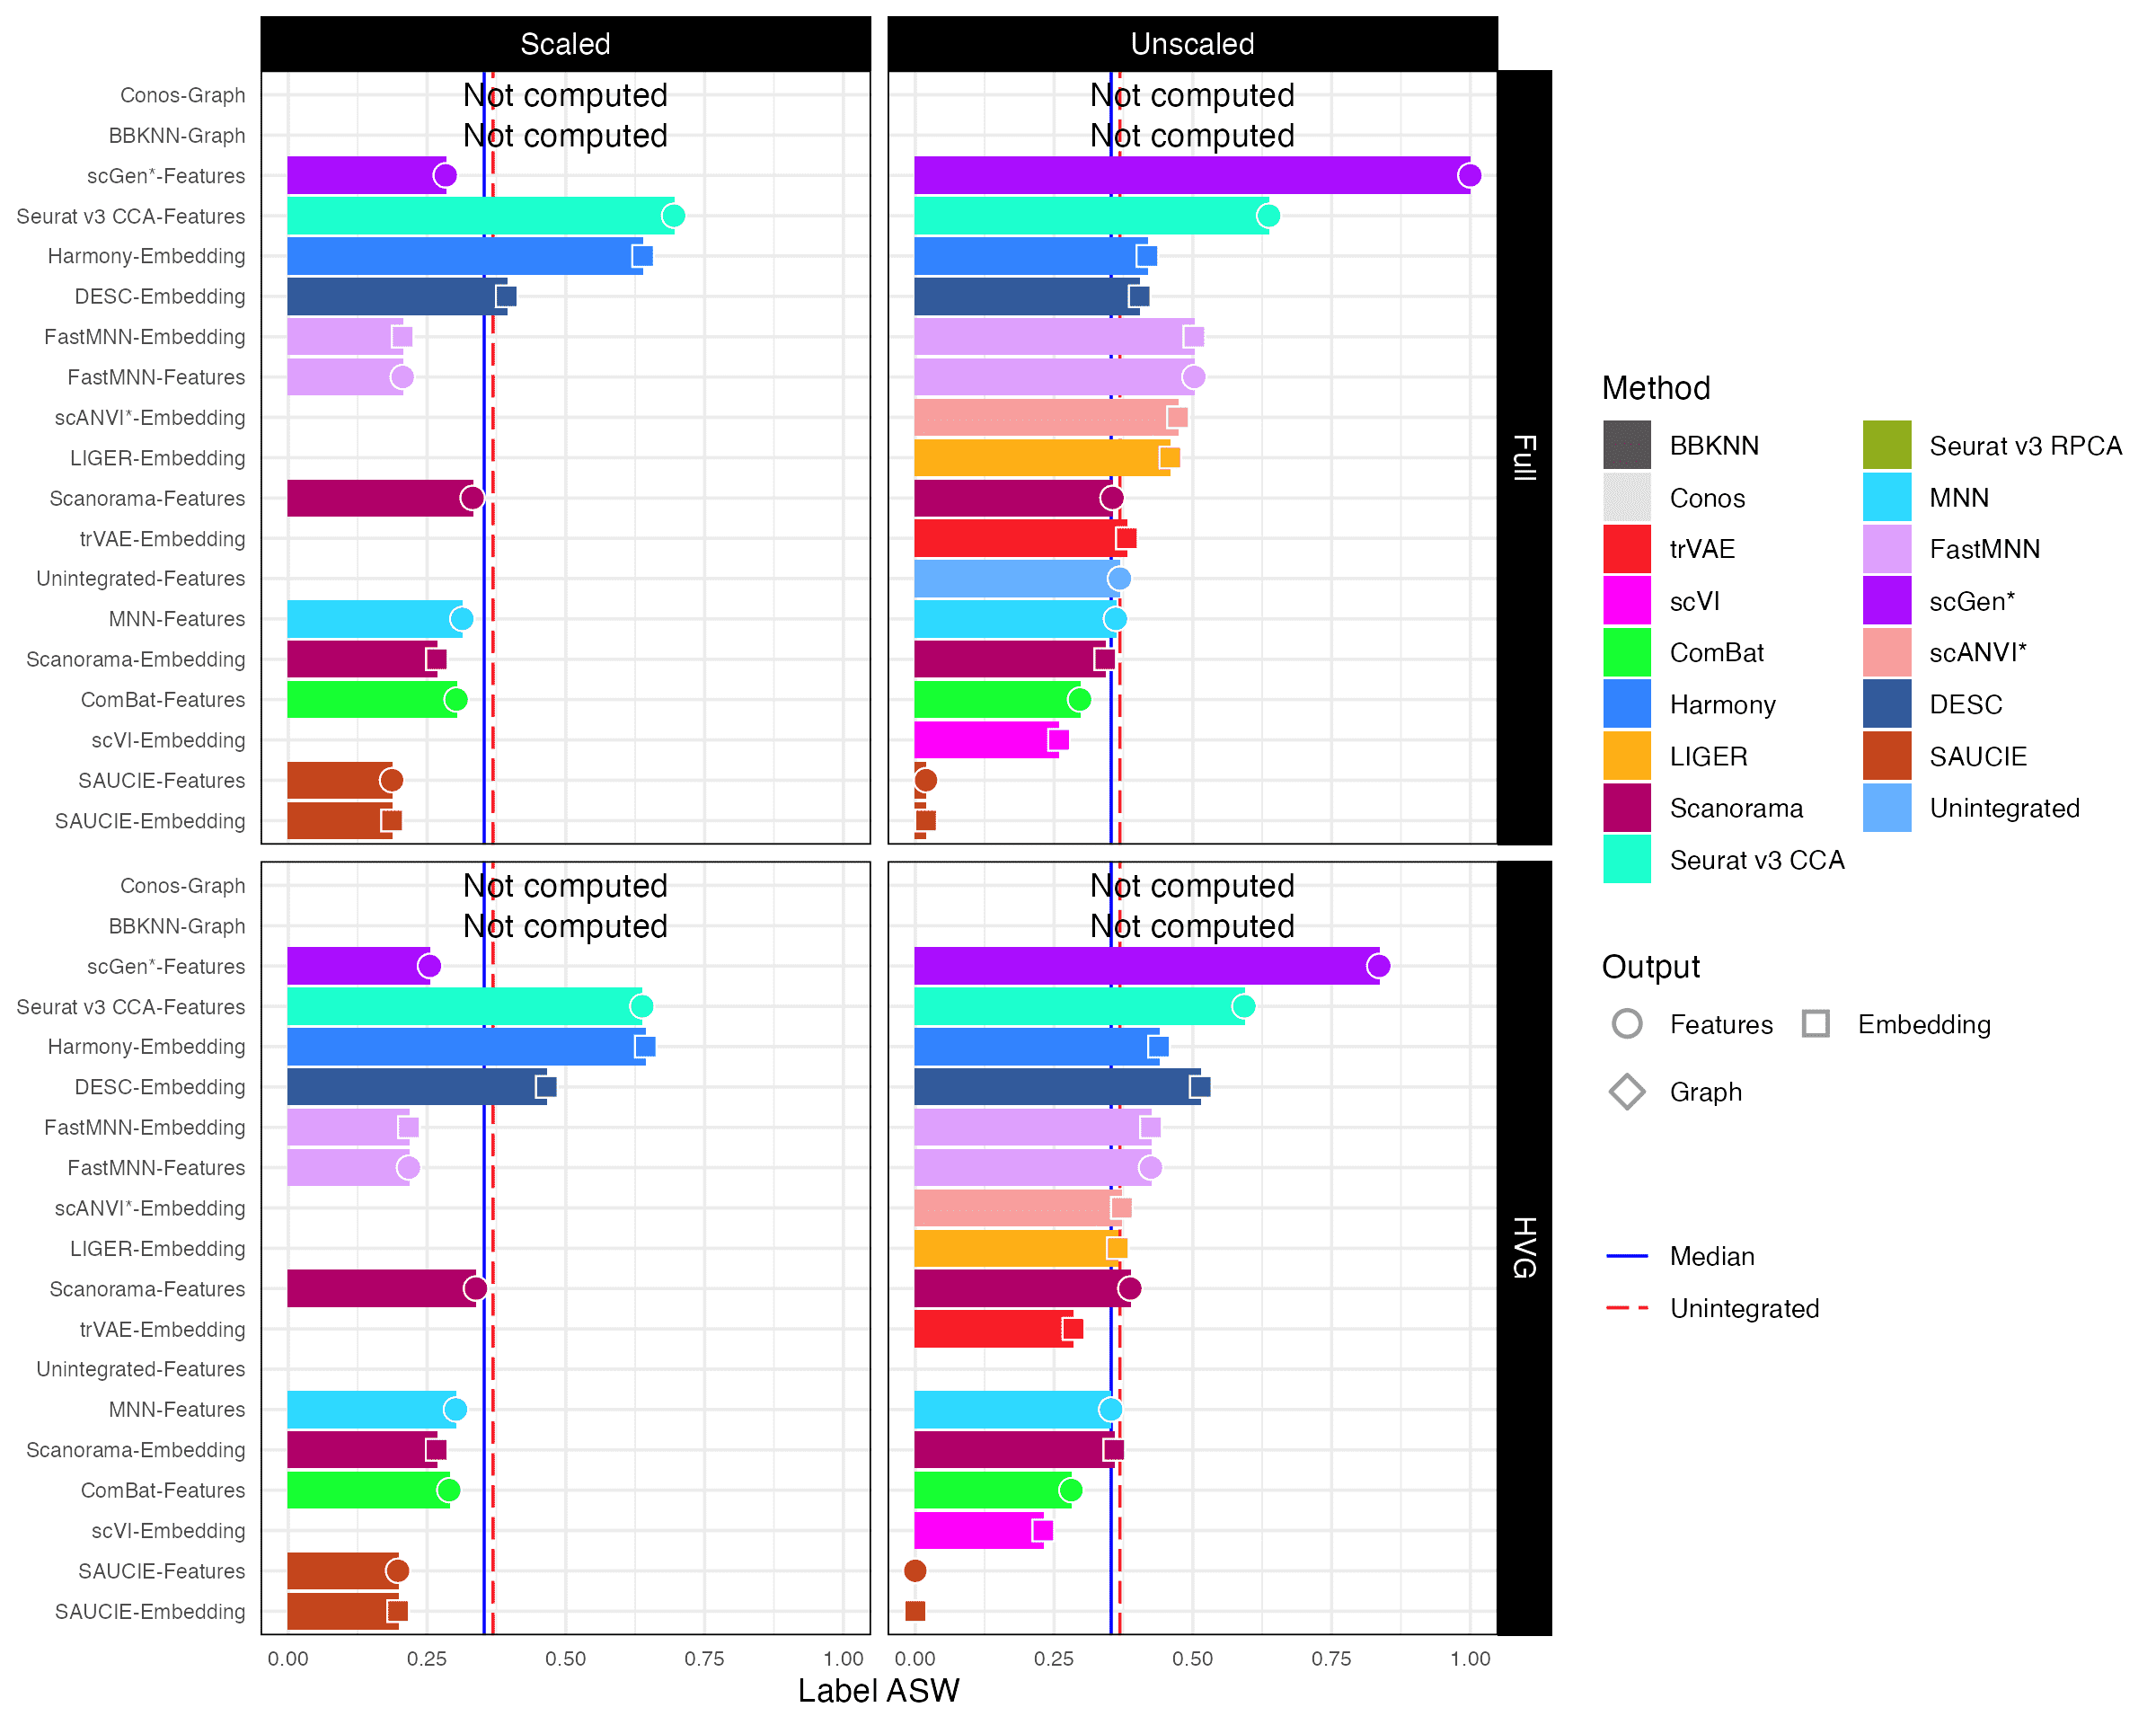 Scaled
Unscaled
Conos-Graph
BBKNN-Graph
scGen*-Features
Seurat v3 CCA-Features
Harmony-Embedding
DESC-Embedding
FastMNN-Embedding
FastMNN-Features
scANVI*-Embedding
LIGER-Embedding
Scanorama-Features
trVAE-Embedding
Unintegrated-Features
MNN-Features
Scanorama-Embedding
ComBat-Features
scVI-Embedding
SAUCIE-Features
SAUCIE-Embedding
Not computed
Not computed
Not computed
Not computed
Full
Conos-Graph
BBKNN-Graph
scGen*-Features
Seurat v3 CCA-Features
Harmony-Embedding
DESC-Embedding
FastMNN-Embedding
FastMNN-Features
scANVI*-Embedding
LIGER-Embedding
Scanorama-Features
trVAE-Embedding
Unintegrated-Features
MNN-Features
Scanorama-Embedding
ComBat-Features
scVI-Embedding
SAUCIE-Features
SAUCIE-Embedding
Not computed
Not computed
Not computed
Not computed
HVG
0.00 0.25 0.50 0.75 1.00
0.00 0.25 0.50 0.75 1.00
Label ASW
Method
BBKNN
Conos
trVAE
scVI
ComBat
Harmony
LIGER
Scanorama
Seurat v3 CCA
Seurat v3 RPCA
MNN
FastMNN
scGen*
scANVI*
DESC
SAUCIE
Unintegrated
Output
Features
Embedding
Graph
Median
Unintegrated